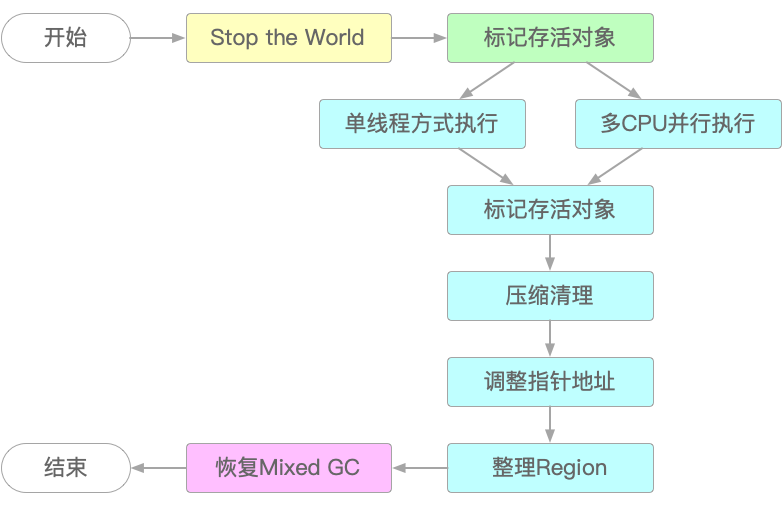 开始
Stop the World
标记存活对象
单线程方式执行
多CPU并行执行
标记存活对象
压缩清理
调整指针地址
整理Region
恢复Mixed GC
结束